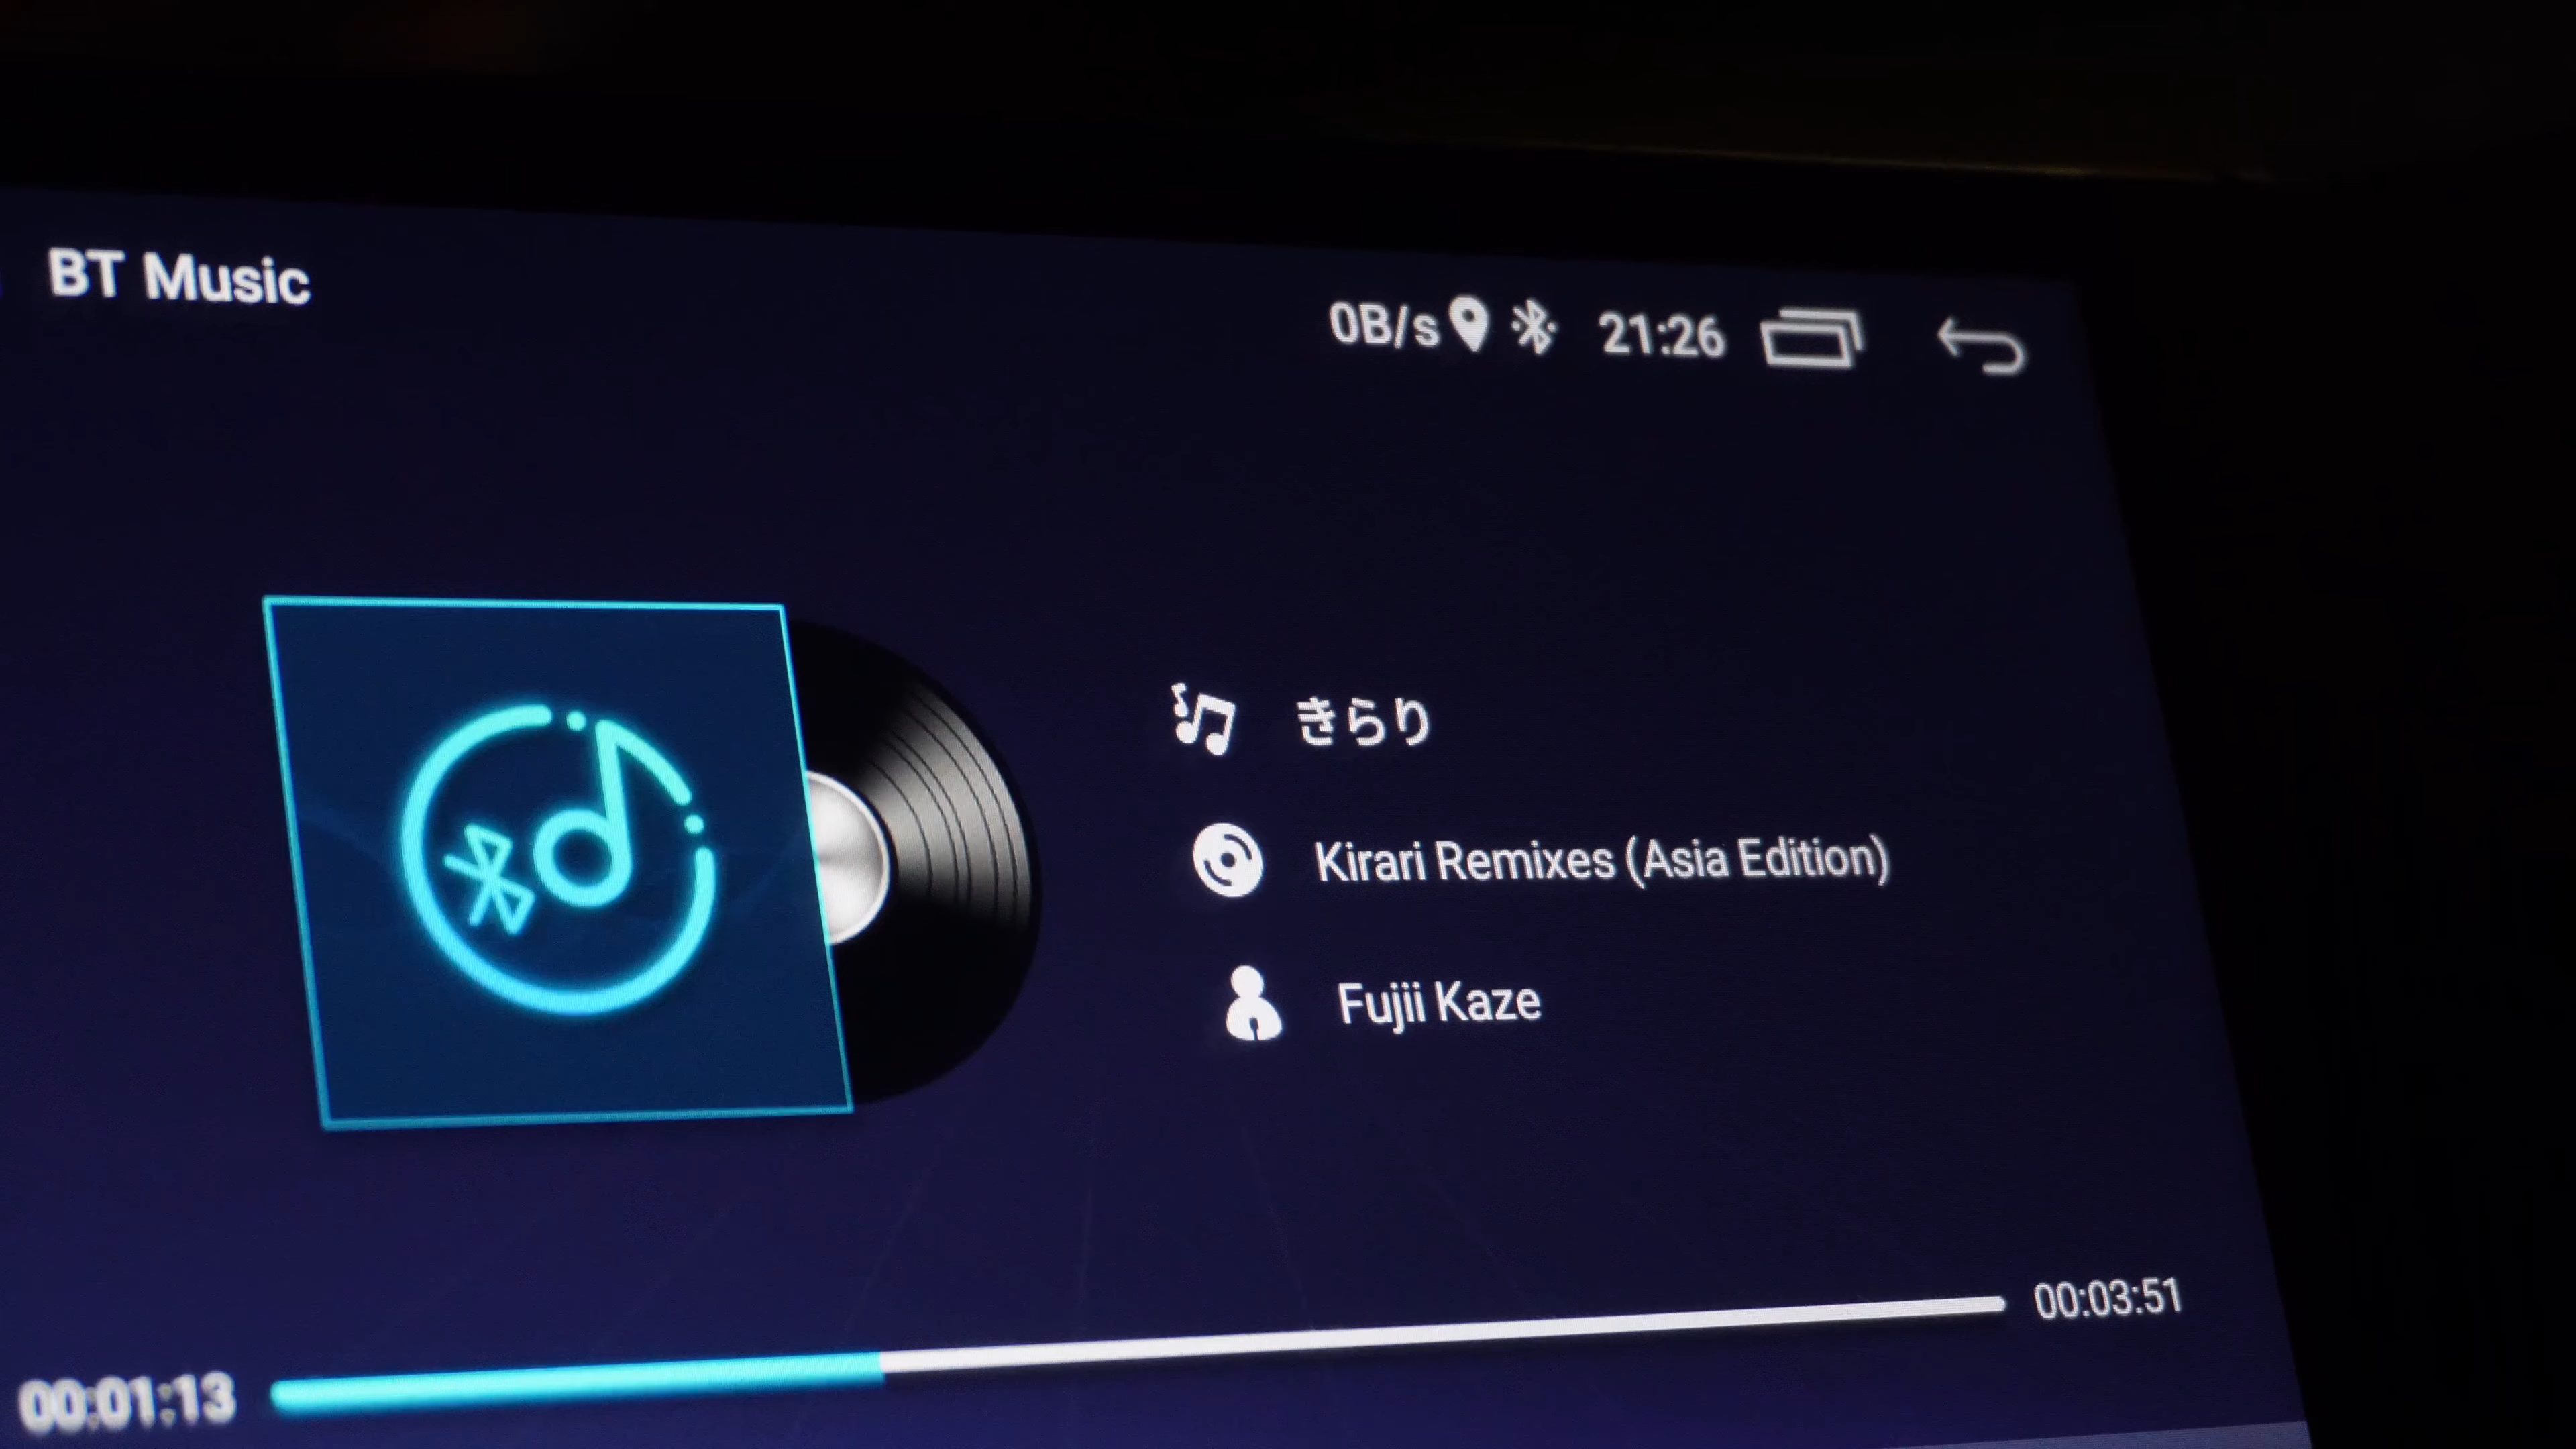 BT Music
0B/s 21:26
きらり
Kirari Remixes (Asia Edition)
Fujii Kaze
00:01:13
00:03:51